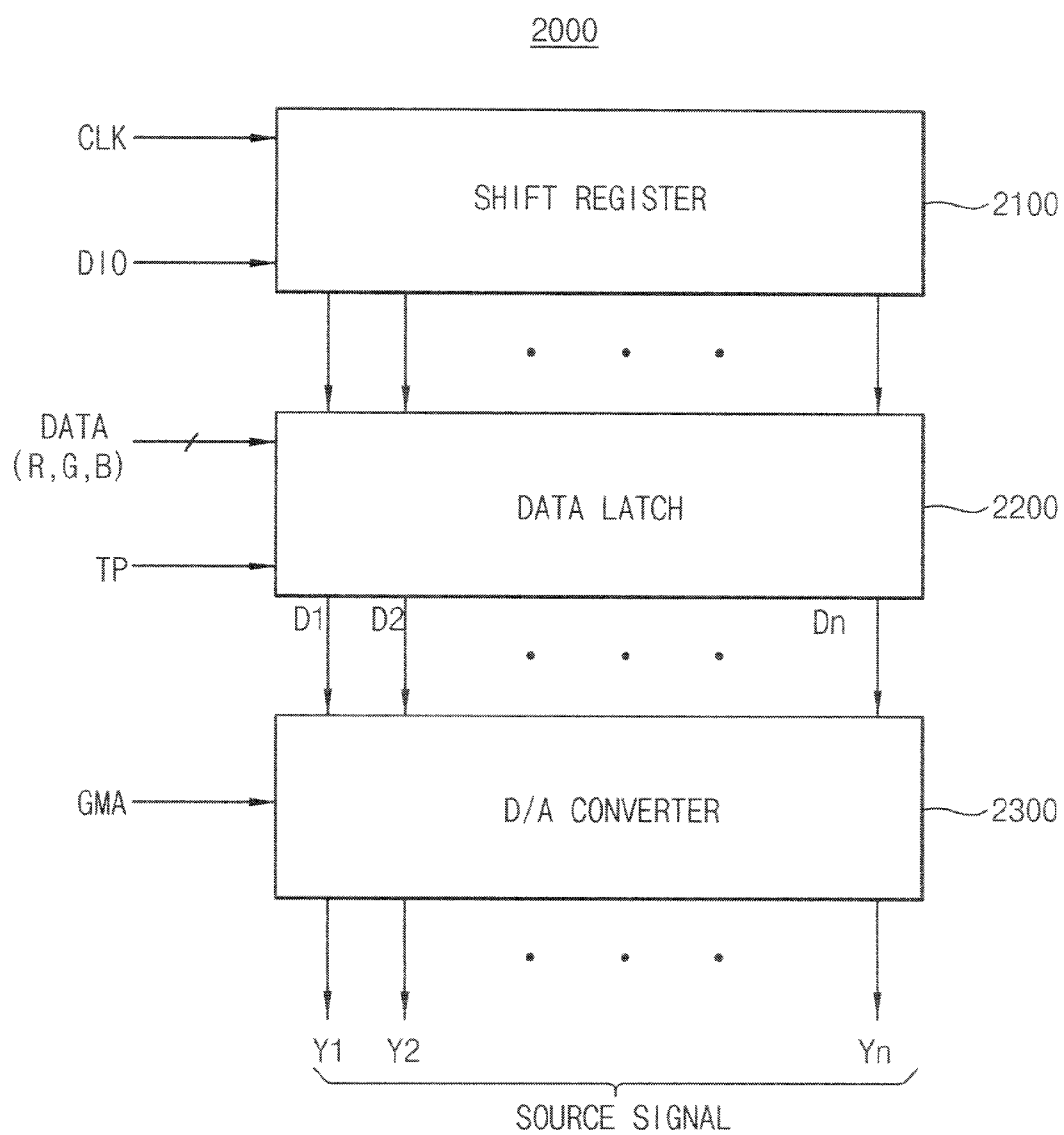 2000
CLK
SHIFT REGISTER
2100
DIO
DATA
(R,G,B)
DATA LATCH
2200
TP
D1 D2 Dn
GMA
D/A CONVERTER
2300
Y1 Y2 Yn
SOURCE SIGNAL